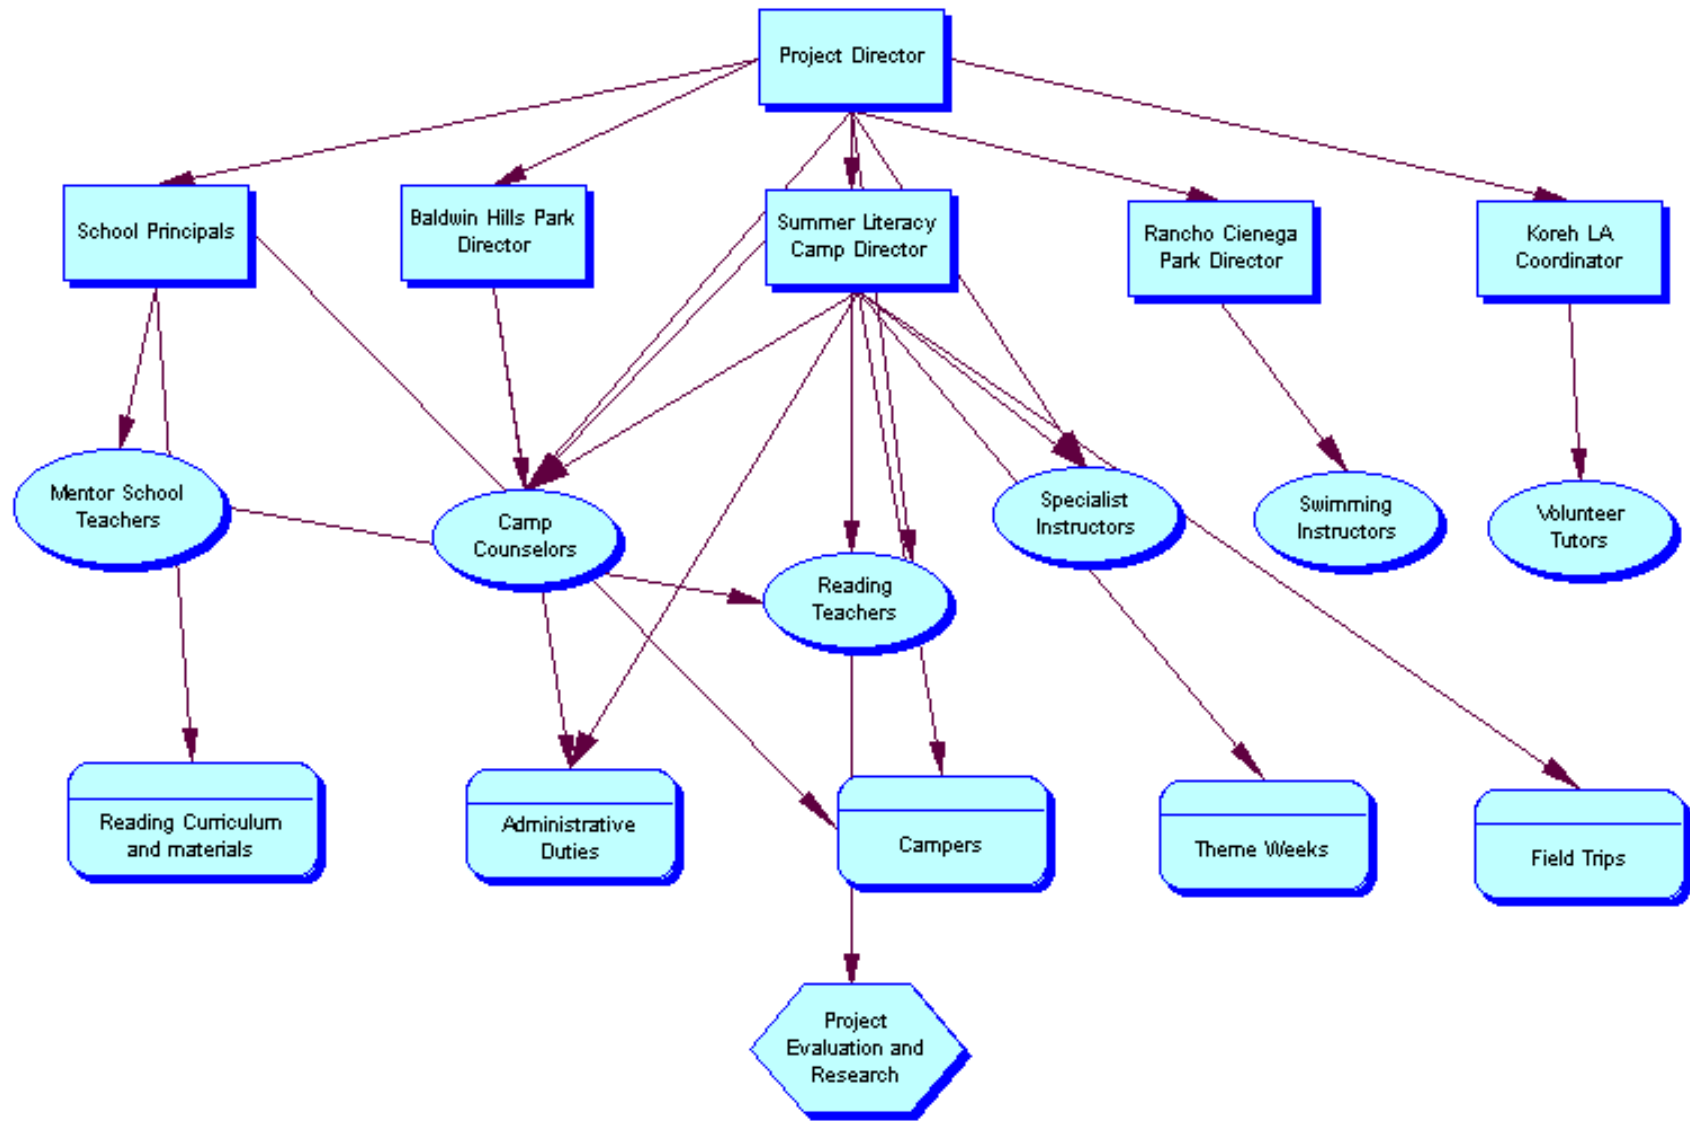 Project Director
School Principals
Baldwin Hills Park
Director
Summer Literacy
Camp Director
Rancho Cienega
Park Director
Koreh LA
Coordinator
Mentor School
Teachers
Camp
Counselors
Reading
Teachers
Specialist
Instructors
Swimming
Instructors
Volunteer
Tutors
Reading Curriculum
and materials
Administrative
Duties
Campers
Theme Weeks
Field Trips
Project
Evaluation and
Research